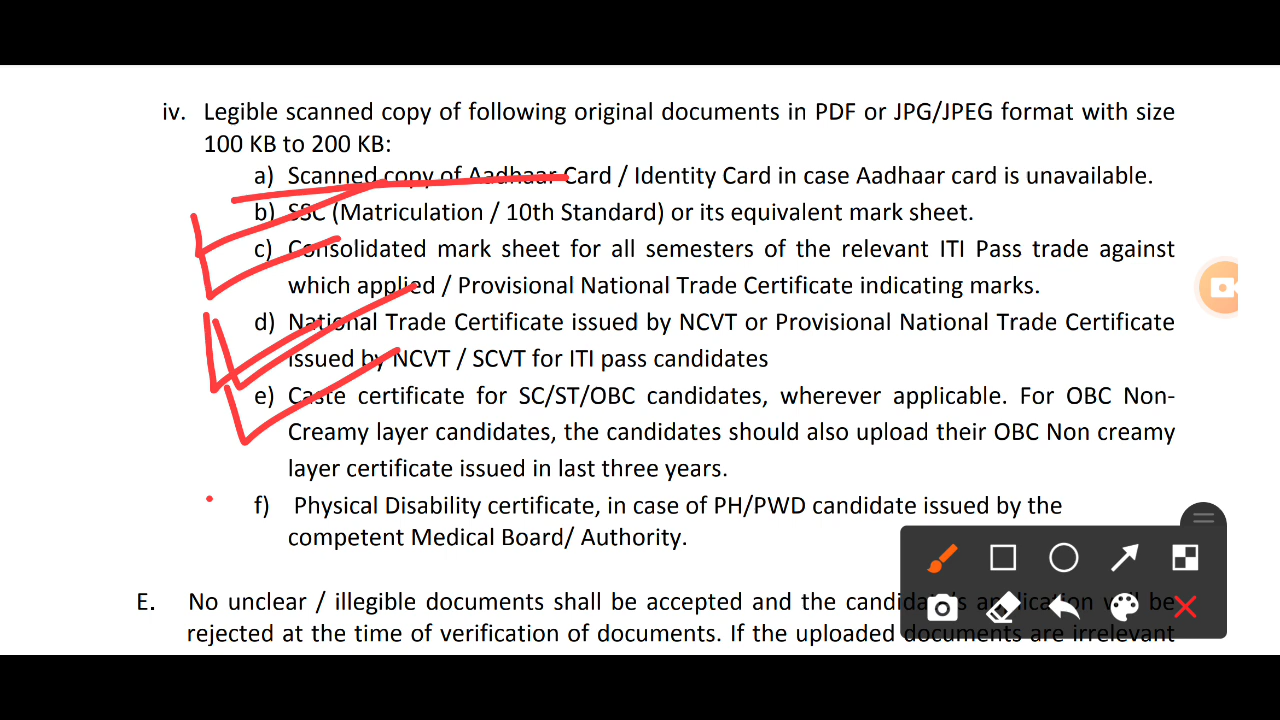 iv. Legible scanned copy of following original documents in PDF or JPG/JPEG format with size
100 KB to 200 KB:
a) Scanned copy of Aadhaar Card / Identity Card in case Aadhaar card is unavailable.
b) SSC (Matriculation / 10th Standard) or its equivalent mark sheet.
c) Consolidated mark sheet for all semesters of the relevant ITI Pass trade against
which applied / Provisional National Trade Certificate indicating marks.
d) National Trade Certificate issued by NCVT or Provisional National Trade Certificate
issued by NCVT / SCVT for ITI pass candidates
e) Caste certificate for SC/ST/OBC candidates, wherever applicable. For OBC Non-
Creamy layer candidates, the candidates should also upload their OBC Non creamy
layer certificate issued in last three years.
f) Physical Disability certificate, in case of PH/PWD candidate issued by the
competent Medical Board/ Authority.
E. No unclear / illegible documents shall be accepted and the candidate's application will be
rejected at the time of verification of documents. If the uploaded documents are irrelevant